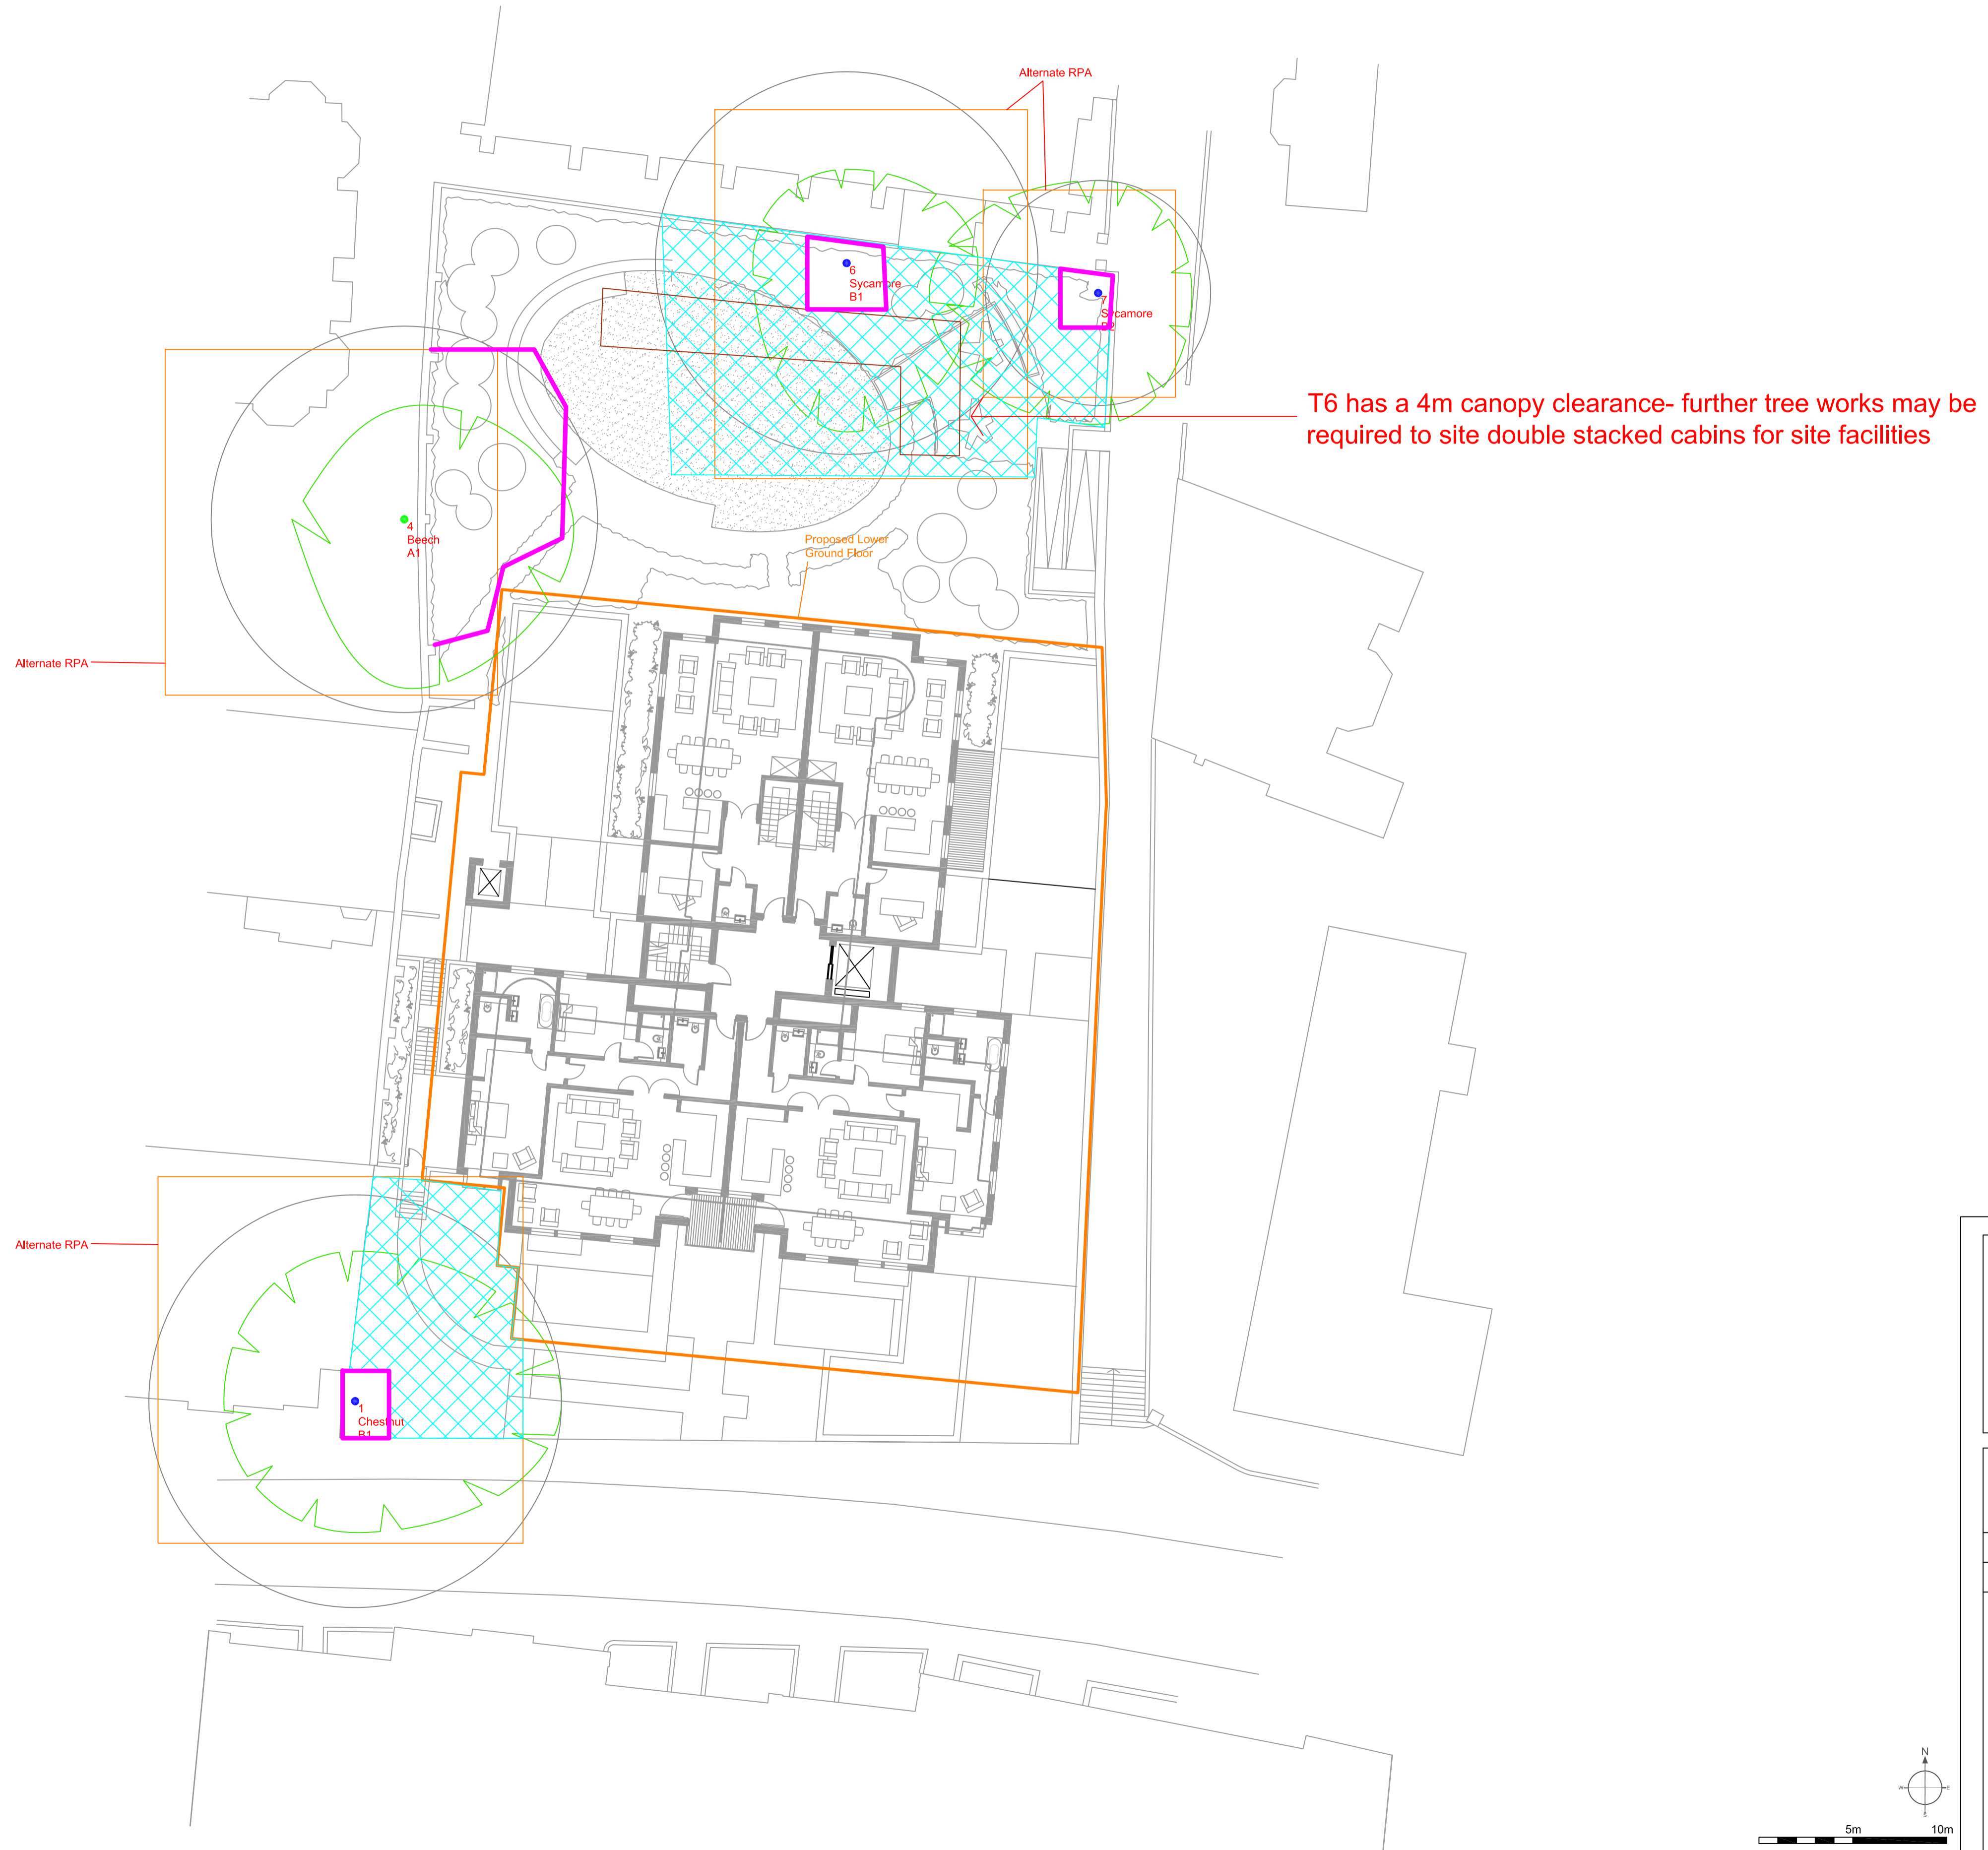 Alternate RPA
6
Sycamore
B1
7
Sycamore
B2
T6 has a 4m canopy clearance- further tree works may be
required to site double stacked cabins for site facilities
4
Beech
A1
Proposed Lower
Ground Floor
Alternate RPA
Alternate RPA
1
Chestnut
B1
N
W
E
S
5m
10m